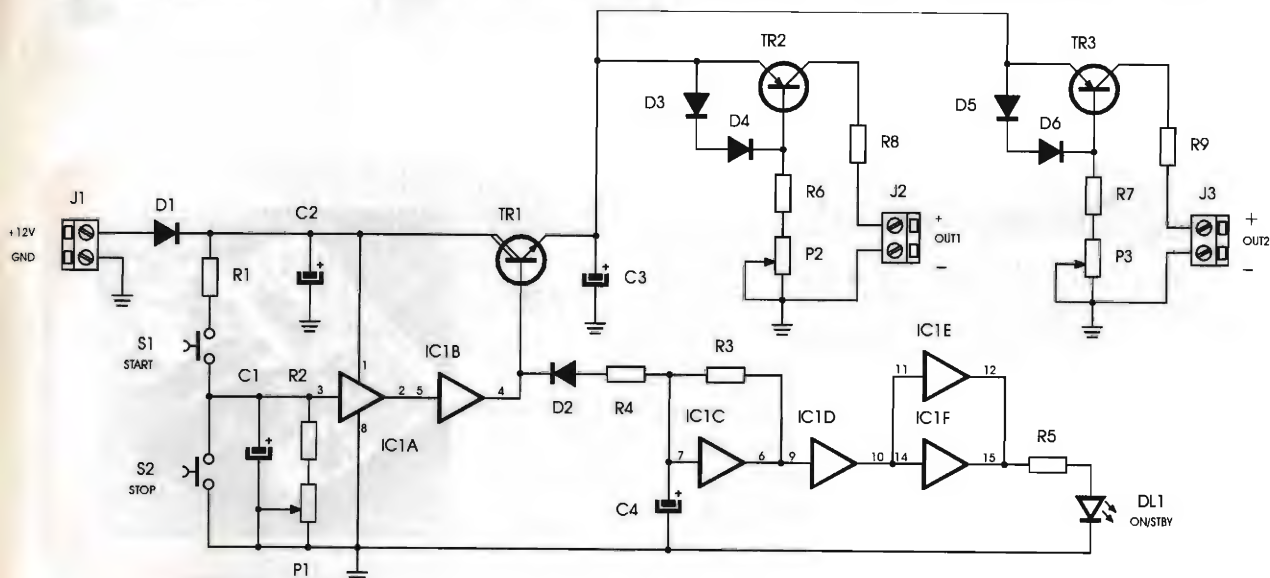 TR2
TR3
D3
D4
R8
D5
D6
R9
J1
D1
C2
TR1
R6
J2
+
OUT1
−
R7
J3
+
OUT2
−
+12V
GND
R1
+
+
C3
P2
P3
S1
START
C1
R2
+
3
1
2
5
IC1B
4
8
IC1A
D2
R4
R3
IC1E
11
12
IC1C
7
6
9
IC1D
10
14
IC1F
15
R5
S2
STOP
P1
C4
+
DL1
ON/STBY